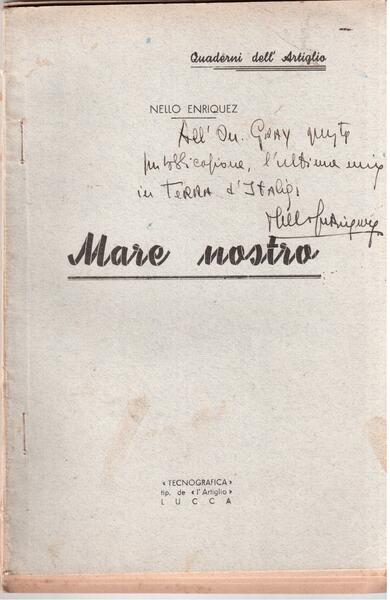 Quaderni dell' Artiglio
NELLO ENRIQUEZ
All'On. GRAY questa
pubblicazione, l'ultima mia
in TERRA d'ITALIA
Nello Enriquez
Mare nostro
« TECNOGRAFICA »
tip. de « l'Artiglio »
LUCCA